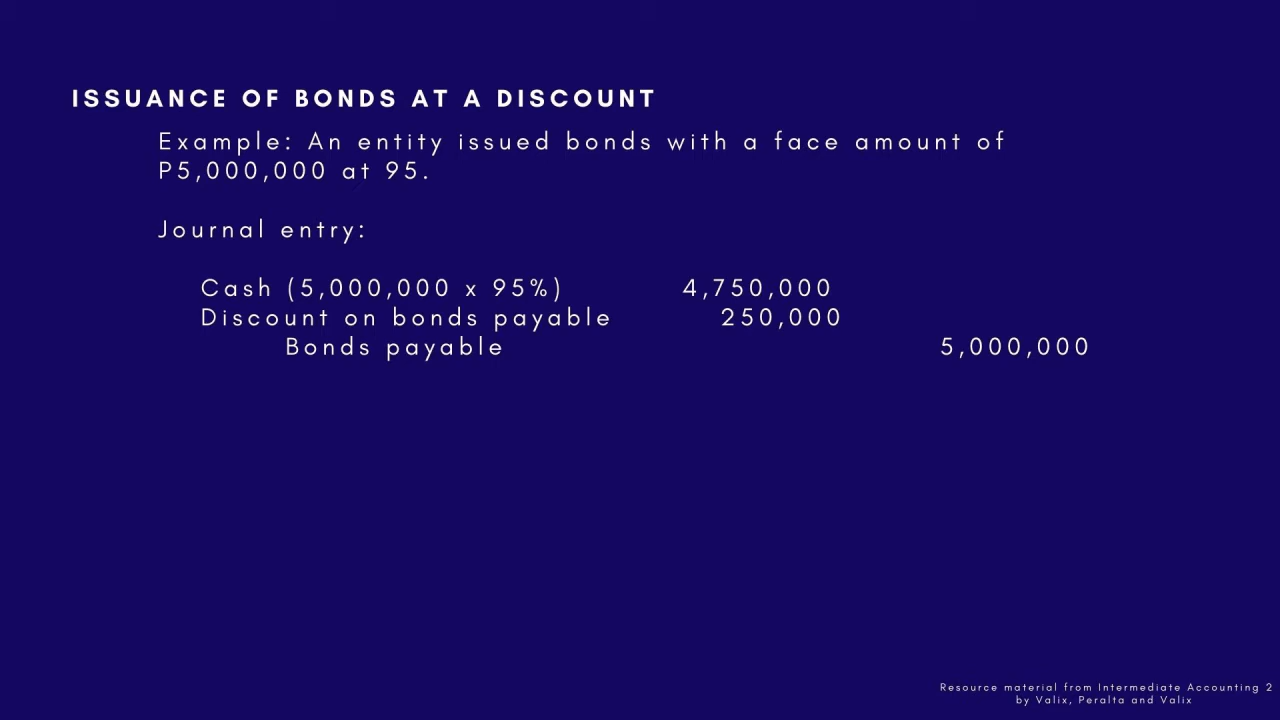 ISSUANCE OF BONDS AT A DISCOUNT
Example: An entity issued bonds with a face amount of
P5,000,000 at 95.
Journal entry:
Cash (5,000,000 x 95%) 4,750,000
Discount on bonds payable 250,000
Bonds payable 5,000,000
Resource material from Intermediate Accounting 2
by Valix, Peralta and Valix